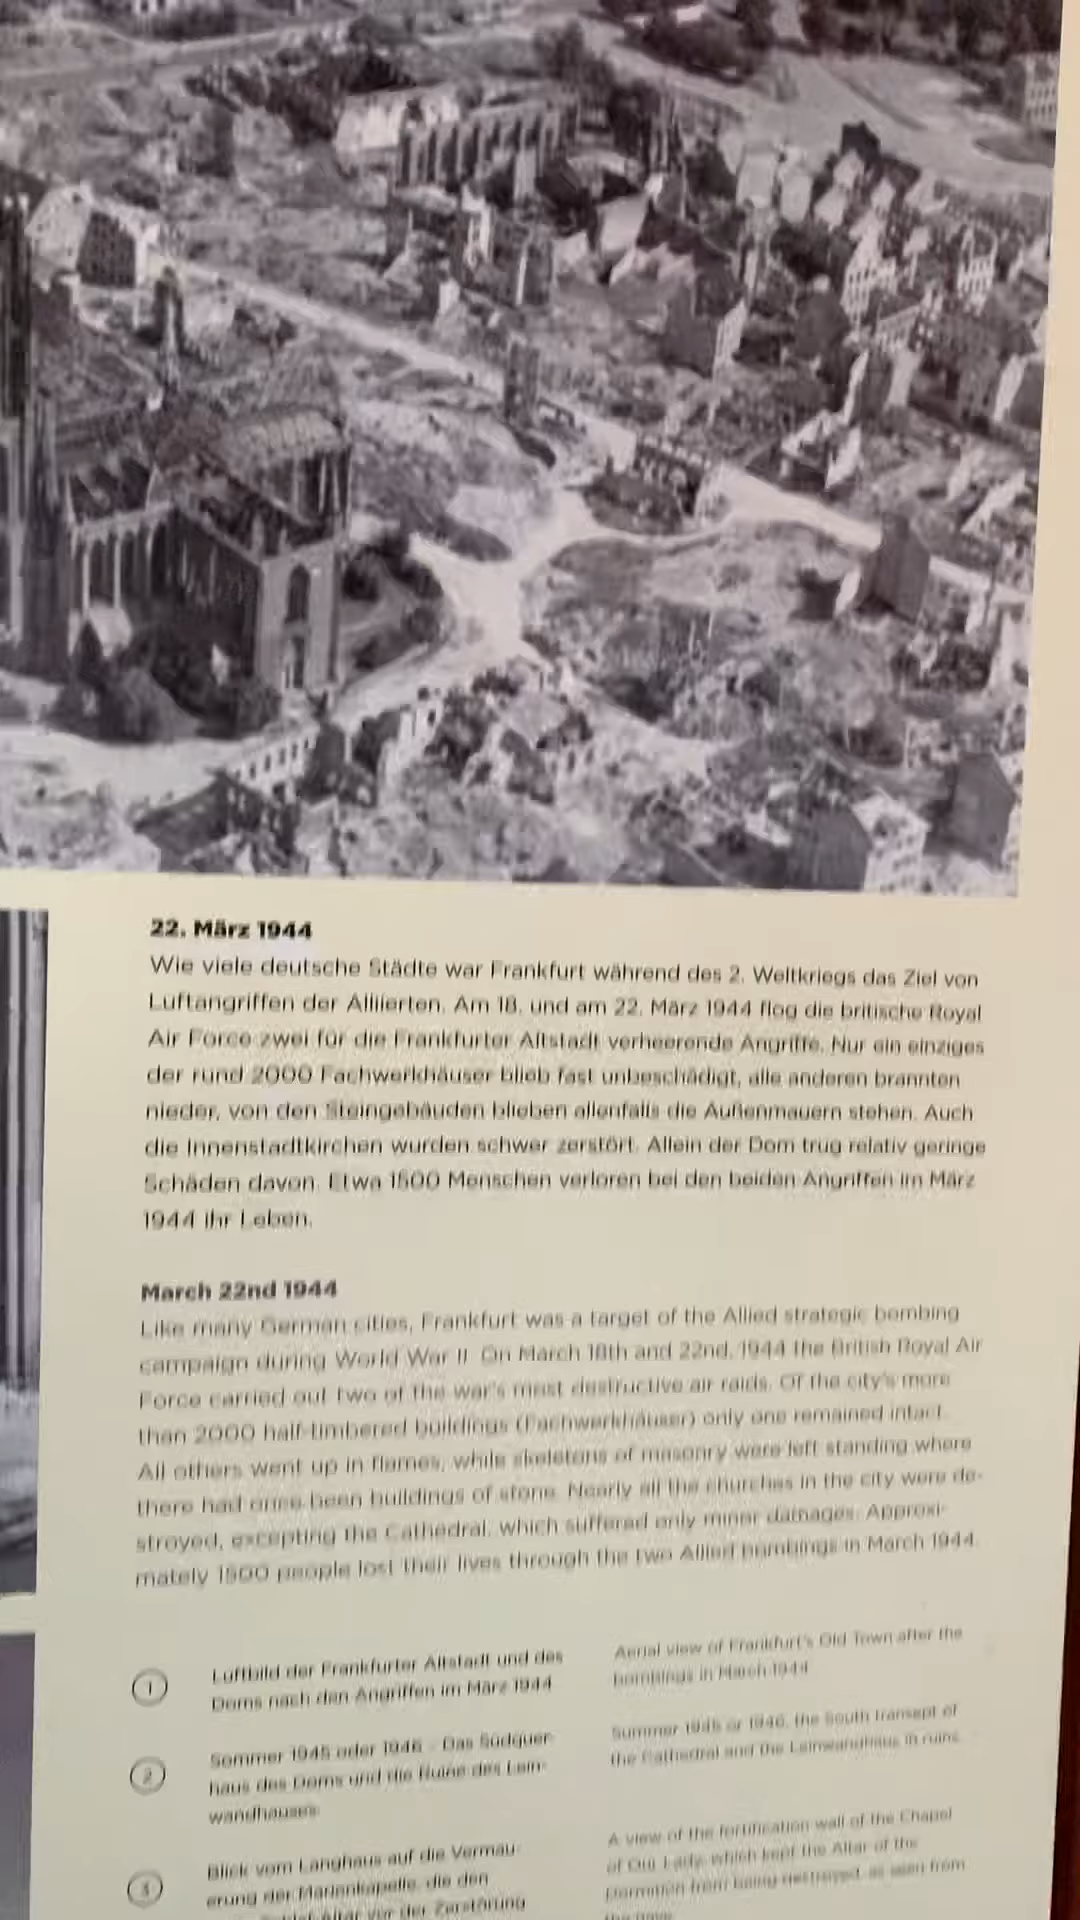 22. März 1944
Wie viele deutsche Städte war Frankfurt während des 2. Weltkriegs das Ziel von
Luftangriffen der Alliierten. Am 18. und am 22. März 1944 flog die britische Royal
Air Force zwei für die Frankfurter Altstadt verheerende Angriffe. Nur ein einziges
der rund 2000 Fachwerkhäuser blieb fast unbeschädigt, alle anderen brannten
nieder, von den Steingebäuden blieben allenfalls die Außenmauern stehen. Auch
die Innenstadtkirchen wurden schwer zerstört. Allein der Dom trug relativ geringe
Schäden davon. Etwa 1500 Menschen verloren bei den beiden Angriffen im März
1944 ihr Leben.
March 22nd 1944
Like many German cities, Frankfurt was a target of the Allied strategic bombing
campaign during World War II. On March 18th and 22nd, 1944 the British Royal Air
Force carried out two of the war's most destructive air raids. Of the city's more
than 2000 half-timbered buildings (Fachwerkhäuser) only one remained intact.
All others went up in flames, while skeletons of masonry were left standing where
there had once been buildings of stone. Nearly all the churches in the city were de-
stroyed, excepting the Cathedral, which suffered only minor damages. Approxi-
mately 1500 people lost their lives through the two Allied bombings in March 1944.
1
Luftbild der Frankfurter Altstadt und des
Doms nach den Angriffen im März 1944
Aerial view of Frankfurt's Old Town after the
bombings in March 1944
2
Sommer 1945 oder 1946 - Das Südquer-
haus des Doms und die Ruine des Lein-
wandhauses
Summer 1945 or 1946, the South transept of
the Cathedral and the Leinwandhaus in ruins
3
Blick vom Langhaus auf die Vermau-
erung der Marienkapelle, die den
Altar vor der Zerstörung
A view of the fortification wall of the Chapel
of Our Lady, which kept the Altar of the
Dormition from being destroyed, as seen from